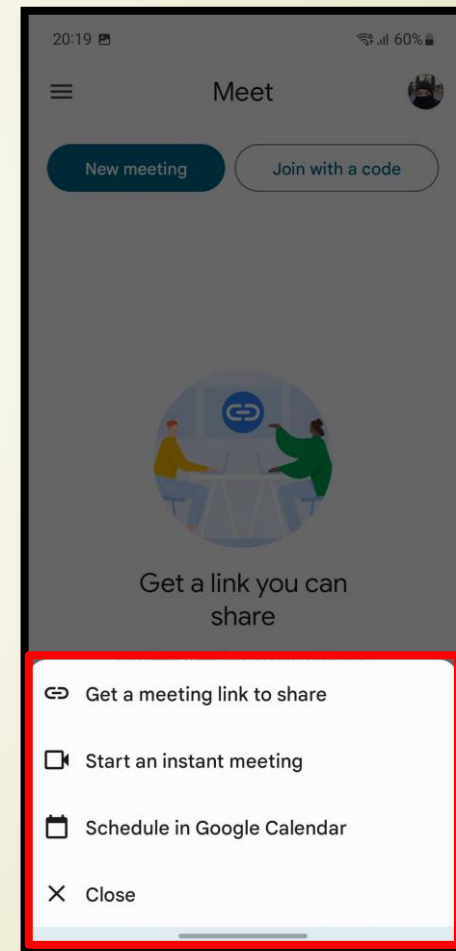 20:19 60%
Meet
New meeting Join with a code
Get a link you can
share
Get a meeting link to share
Start an instant meeting
Schedule in Google Calendar
Close